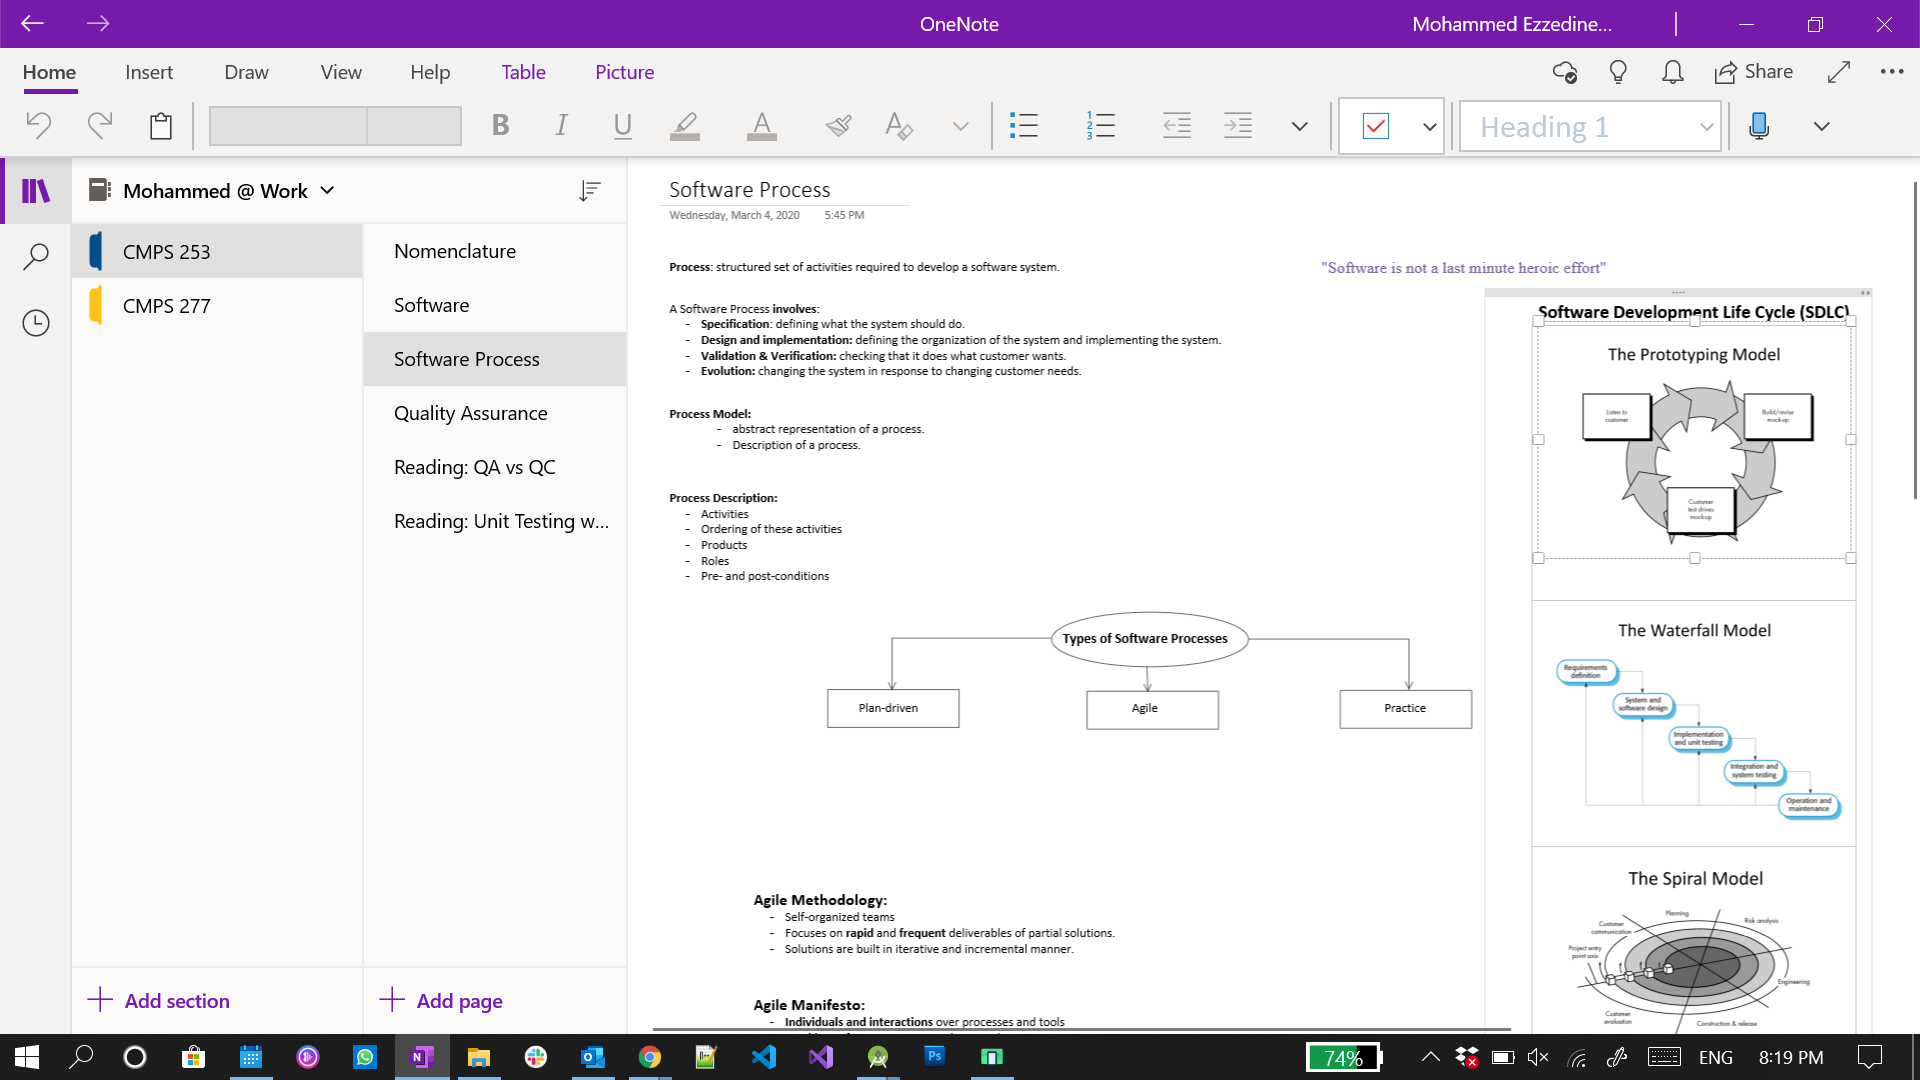 OneNote
Mohammed Ezzedine...
Home
Insert
Draw
View
Help
Table
Picture
Share
B
I
U
A
A
1
2
3
Heading 1
Mohammed @ Work
CMPS 253
CMPS 277
Nomenclature
Software
Software Process
Quality Assurance
Reading: QA vs QC
Reading: Unit Testing w...
Add section
Add page
Software Process
Wednesday, March 4, 2020 5:45 PM
Process: structured set of activities required to develop a software system.
"Software is not a last minute heroic effort"
A Software Process involves:
- Specification: defining what the system should do.
- Design and implementation: defining the organization of the system and implementing the system.
- Validation & Verification: checking that it does what customer wants.
- Evolution: changing the system in response to changing customer needs.
Process Model:
- abstract representation of a process.
- Description of a process.
Process Description:
- Activities
- Ordering of these activities
- Products
- Roles
- Pre- and post-conditions
Types of Software Processes
Plan-driven
Agile
Practice
Agile Methodology:
- Self-organized teams
- Focuses on rapid and frequent deliverables of partial solutions.
- Solutions are built in iterative and incremental manner.
Agile Manifesto:
- Individuals and interactions over processes and tools
Software Development Life Cycle (SDLC)
The Prototyping Model
Listen to
customer
Build/revise
mock-up
Customer
test drives
mock-up
The Waterfall Model
Requirements
definition
System and
software design
Implementation
and unit testing
Integration and
system testing
Operation and
maintenance
The Spiral Model
Planning
Risk analysis
Customer
communication
Project entry
point axis
Engineering
Customer
evaluation
Construction & release
N
Ps
74%
ENG
8:19 PM